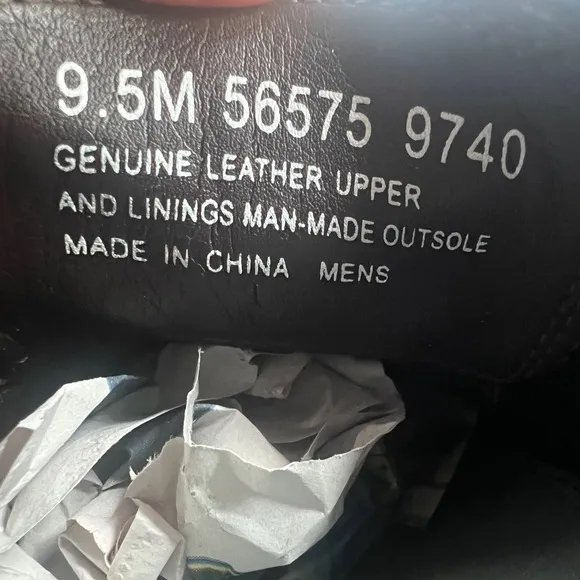 9.5M 56575 9740
GENUINE LEATHER UPPER
AND LININGS MAN-MADE OUTSOLE
MADE IN CHINA MENS